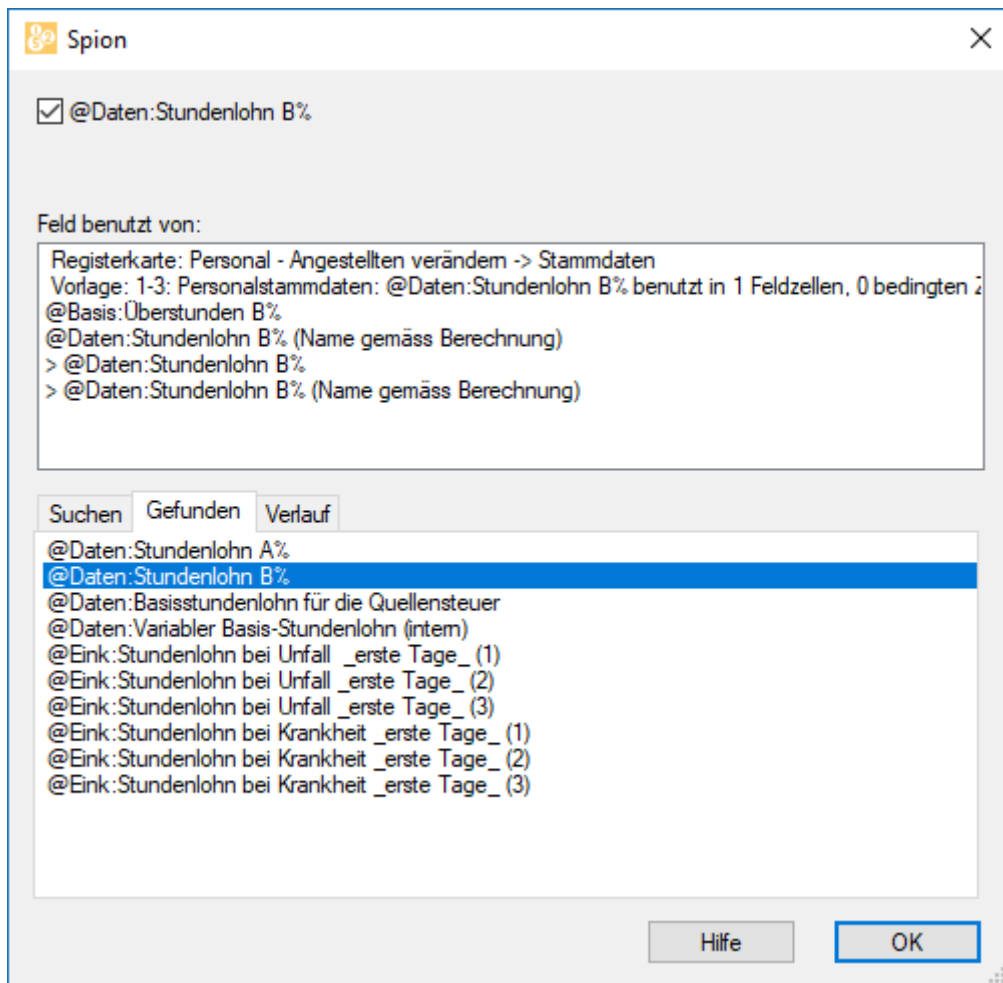 Spion
@Daten:Stundenlohn B%
Feld benutzt von:
Registerkarte: Personal - Angestellten verändern -> Stammdaten
Vorlage: 1-3: Personalstammdaten: @Daten:Stundenlohn B% benutzt in 1 Feldzellen, 0 bedingten
@Basis:Überstunden B%
@Daten:Stundenlohn B% (Name gemäss Berechnung)
> @Daten:Stundenlohn B%
> @Daten:Stundenlohn B% (Name gemäss Berechnung)
Suchen Gefunden Verlauf
@Daten:Stundenlohn A%
@Daten:Stundenlohn B%
@Daten:Basisstundenlohn für die Quellensteuer
@Daten:Variabler Basis-Stundenlohn (intern)
@Eink:Stundenlohn bei Unfall _erste Tage_ (1)
@Eink:Stundenlohn bei Unfall _erste Tage_ (2)
@Eink:Stundenlohn bei Unfall _erste Tage_ (3)
@Eink:Stundenlohn bei Krankheit _erste Tage_ (1)
@Eink:Stundenlohn bei Krankheit _erste Tage_ (2)
@Eink:Stundenlohn bei Krankheit _erste Tage_ (3)
Hilfe OK